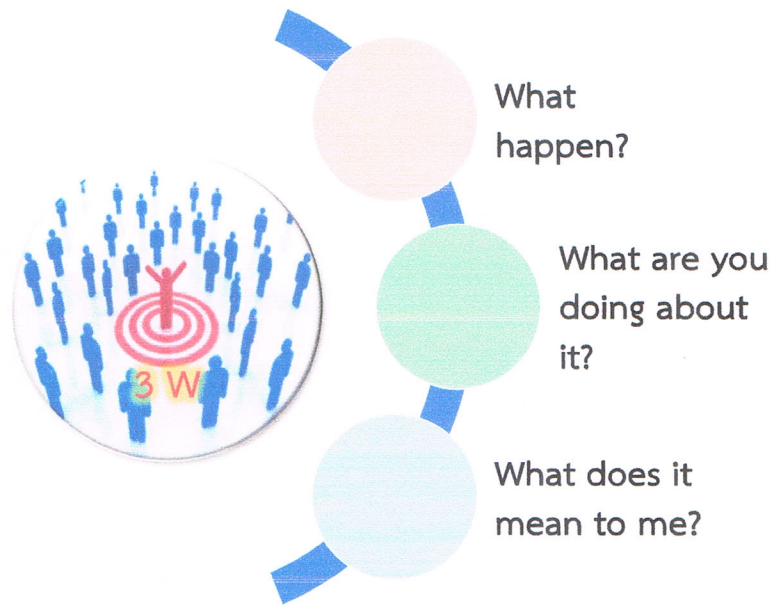 What
happen?
What are you
doing about
it?
3 W
What does it
mean to me?